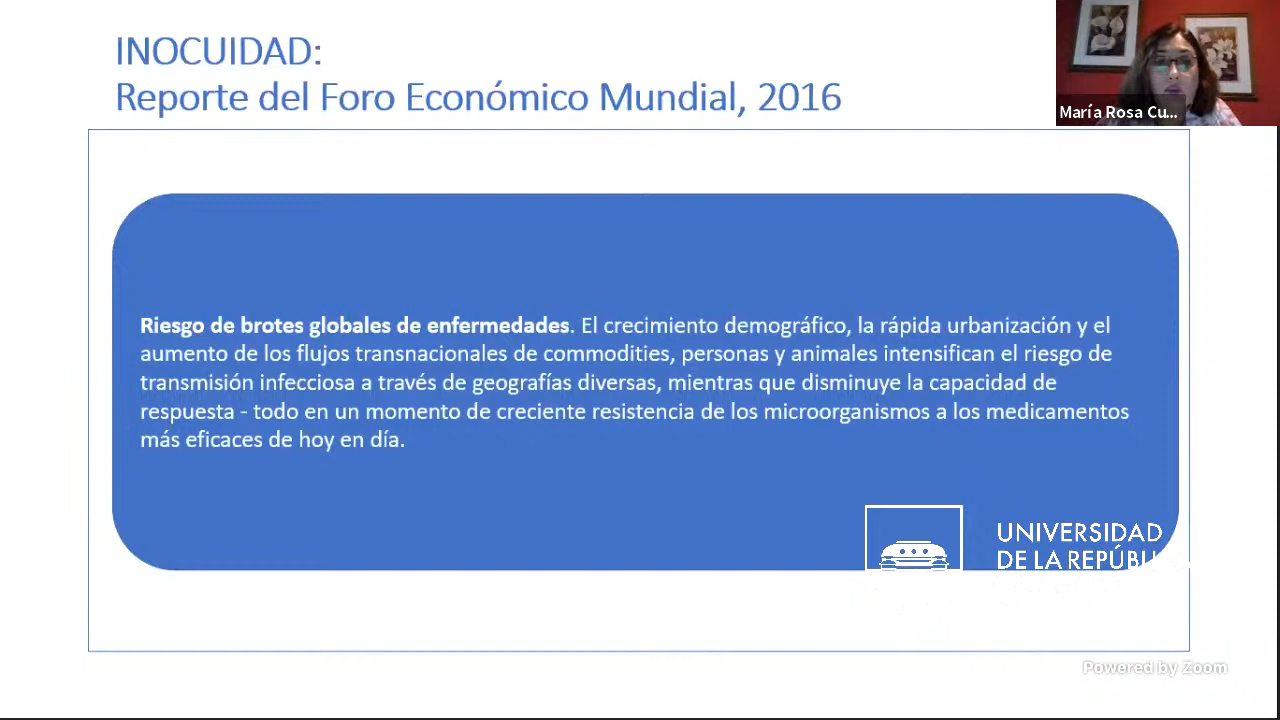 INOCUIDAD:
Reporte del Foro Económico Mundial, 2016
María Rosa Cu...
Riesgo de brotes globales de enfermedades. El crecimiento demográfico, la rápida urbanización y el
aumento de los flujos transnacionales de commodities, personas y animales intensifican el riesgo de
transmisión infecciosa a través de geografías diversas, mientras que disminuye la capacidad de
respuesta - todo en un momento de creciente resistencia de los microorganismos a los medicamentos
más eficaces de hoy en día.
UNIVERSIDAD
DE LA REPÚBLI
Powered by Zoom